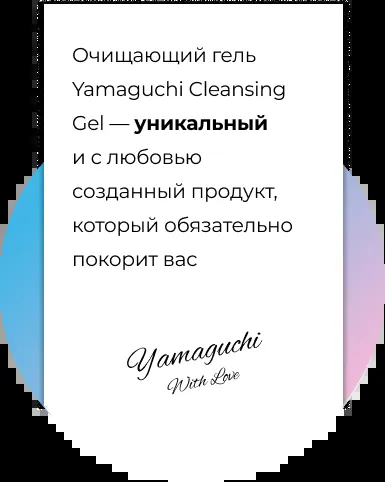 Очищающий гель
Yamaguchi Cleansing
Gel — уникальный
и с любовью
созданный продукт,
который обязательно
покорит вас
Yamaguchi
With Love